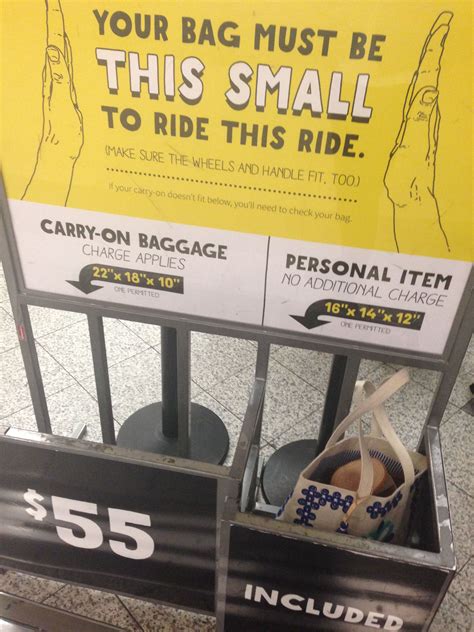 YOUR BAG MUST BE
THIS SMALL
TO RIDE THIS RIDE.
(MAKE SURE THE WHEELS AND HANDLE FIT, TOO.)
If your carry-on doesn't fit below, you'll need to check your bag.
CARRY-ON BAGGAGE
CHARGE APPLIES
22"x 18"x 10"
ONE PERMITTED
PERSONAL ITEM
NO ADDITIONAL CHARGE
16"x 14"x 12"
ONE PERMITTED
$55
INCLUDED